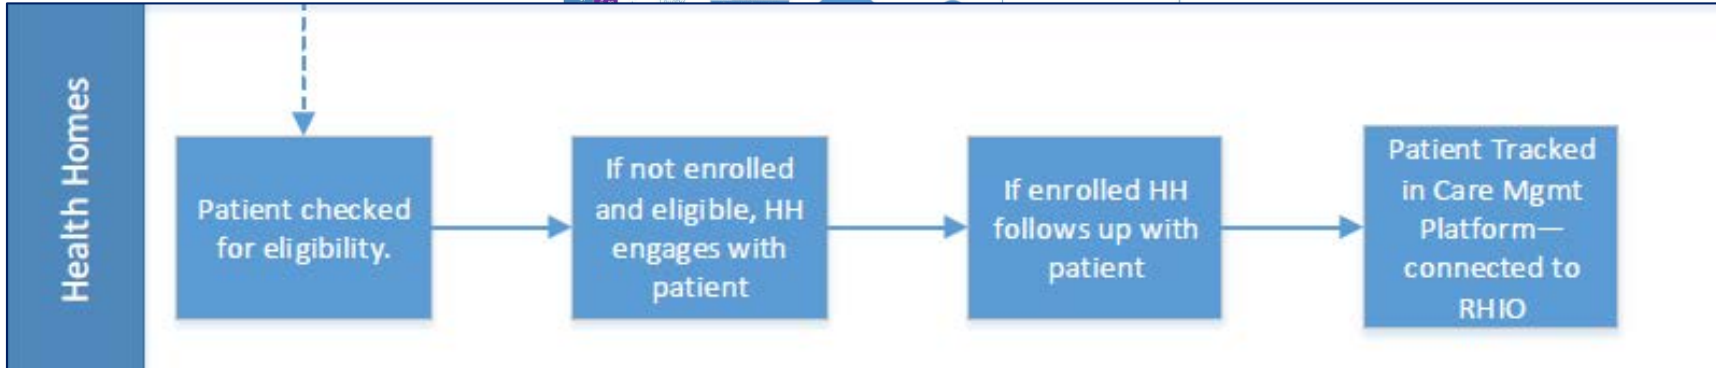 Health Homes
Patient checked
for eligibility.
If not enrolled
and eligible, HH
engages with
patient
If enrolled HH
follows up with
patient
Patient Tracked
in Care Mgmt
Platform—
connected to
RHIO